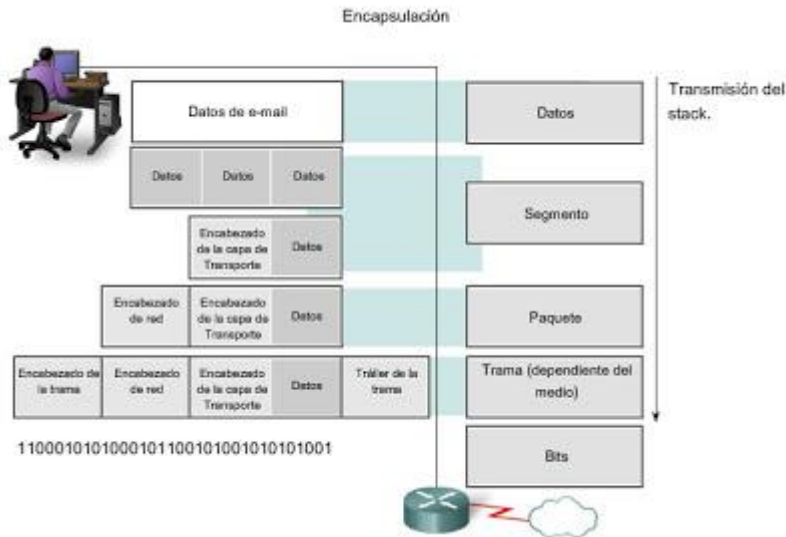 Encapsulación
Transmisión del
stack.
Datos de e-mail
Datos
Datos
Datos
Datos
Segmento
Encabezado
de la capa de
Transporte
Datos
Encabezado
de red
Encabezado
de la capa de
Transporte
Datos
Paquete
Encabezado de
la trama
Encabezado
de red
Encabezado
de la capa de
Transporte
Datos
Tráiler de la
trama
Trama (dependiente del
medio)
1100010101000101100101001010101001
Bits